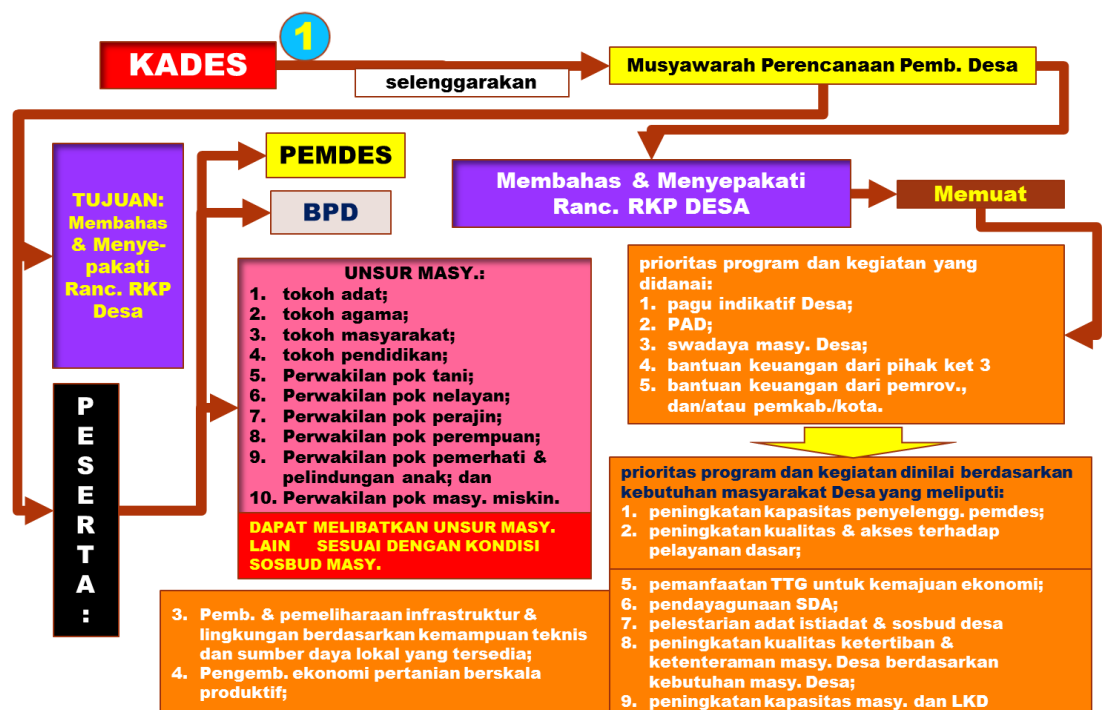 1
KADES
selenggarakan
Musyawarah Perencanaan Pemb. Desa
TUJUAN:
Membahas
& Menye-
pakati
Ranc. RKP
Desa
PESERTA:
PEMDES
BPD
UNSUR MASY.:
1. tokoh adat;
2. tokoh agama;
3. tokoh masyarakat;
4. tokoh pendidikan;
5. Perwakilan pok tani;
6. Perwakilan pok nelayan;
7. Perwakilan pok perajin;
8. Perwakilan pok perempuan;
9. Perwakilan pok pemerhati &
pelindungan anak; dan
10. Perwakilan pok masy. miskin.
DAPAT MELIBATKAN UNSUR MASY.
LAIN SESUAI DENGAN KONDISI
SOSBUD MASY.
Membahas & Menyepakati
Ranc. RKP DESA
Memuat
prioritas program dan kegiatan yang
didanai:
1. pagu indikatif Desa;
2. PAD;
3. swadaya masy. Desa;
4. bantuan keuangan dari pihak ket 3
5. bantuan keuangan dari pemrov.,
dan/atau pemkab./kota.
prioritas program dan kegiatan dinilai berdasarkan
kebutuhan masyarakat Desa yang meliputi:
1. peningkatan kapasitas penyelengg. pemdes;
2. peningkatan kualitas & akses terhadap
pelayanan dasar;
3. Pemb. & pemeliharaan infrastruktur &
lingkungan berdasarkan kemampuan teknis
dan sumber daya lokal yang tersedia;
4. Pengemb. ekonomi pertanian berskala
produktif;
5. pemanfaatan TTG untuk kemajuan ekonomi;
6. pendayagunaan SDA;
7. pelestarian adat istiadat & sosbud desa
8. peningkatan kualitas ketertiban &
ketenteraman masy. Desa berdasarkan
kebutuhan masy. Desa;
9. peningkatan kapasitas masy. dan LKD